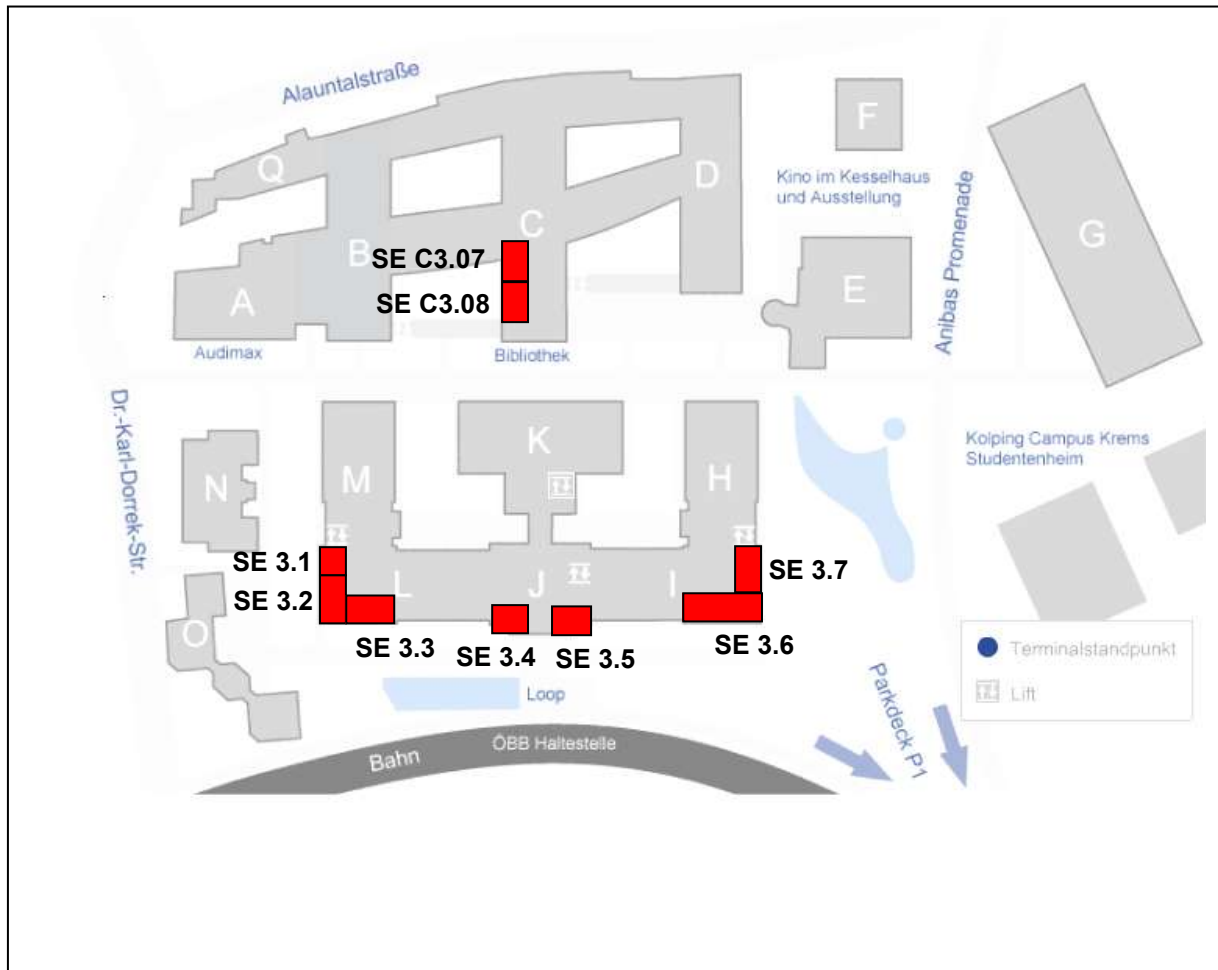 Alauntalstraße
F
Q
D
Kino im Kesselhaus
und Ausstellung
G
C
B
SE C3.07
A
SE C3.08
E
Anibas Promenade
Audimax
Bibliothek
Dr.-Karl-Dorrek-Str.
K
Kolping Campus Krems
Studentenheim
N
M
H
SE 3.1
SE 3.7
L
J
I
SE 3.2
O
SE 3.3
SE 3.4
SE 3.5
SE 3.6
Terminalstandpunkt
Lift
Loop
Parkdeck P1
ÖBB Haltestelle
Bahn